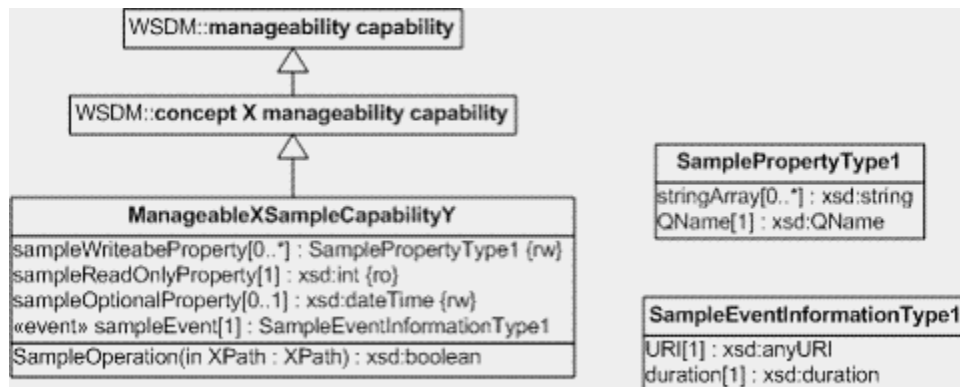 WSDM::manageability capability
WSDM::concept X manageability capability
ManageableXSampleCapabilityY
sampleWriteabeProperty[0..*] : SamplePropertyType1 {rw}
sampleReadOnlyProperty[1] : xsd:int {ro}
sampleOptionalProperty[0..1] : xsd:dateTime {rw}
«event» sampleEvent[1] : SampleEventInformationType1
SampleOperation(in XPath : XPath) : xsd:boolean
SamplePropertyType1
stringArray[0..*] : xsd:string
QName[1] : xsd:QName
SampleEventInformationType1
URI[1] : xsd:anyURI
duration[1] : xsd:duration